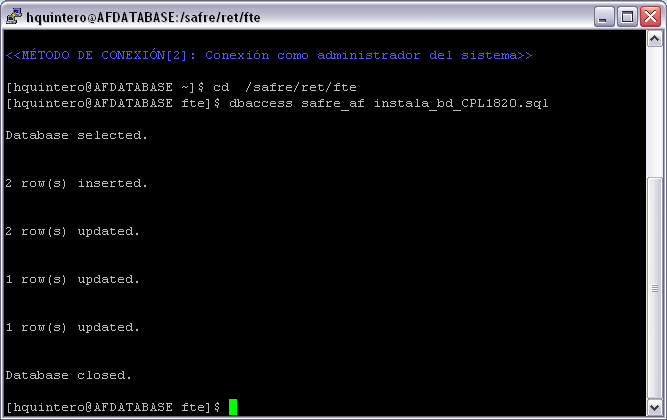 hquintero@AFDATABASE:/safre/ret/fte
<<MÉTODO DE CONEXIÓN[2]: Conexión como administrador del sistema>>
[hquintero@AFDATABASE ~]$ cd  /safre/ret/fte
[hquintero@AFDATABASE fte]$ dbaccess safre_af instala_bd_CPL1820.sql
Database selected.
2 row(s) inserted.
2 row(s) updated.
1 row(s) updated.
1 row(s) updated.
Database closed.
[hquintero@AFDATABASE fte]$